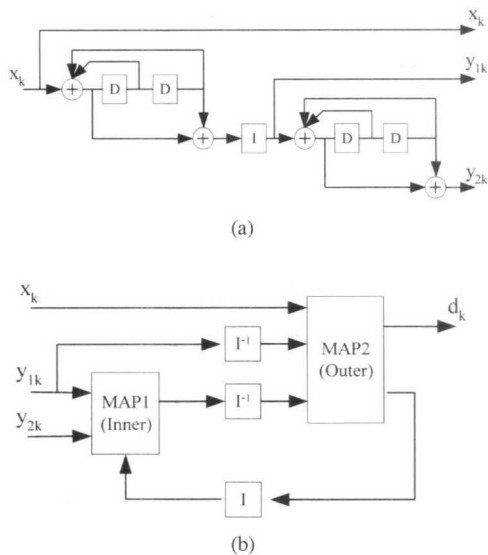 x_k
y_1k
x_k
+ D D + I + D D +
y_2k
(a)
x_k
d_k
I⁻¹
MAP2
(Outer)
y_1k
MAP1
(Inner)
I⁻¹
y_2k
I
(b)